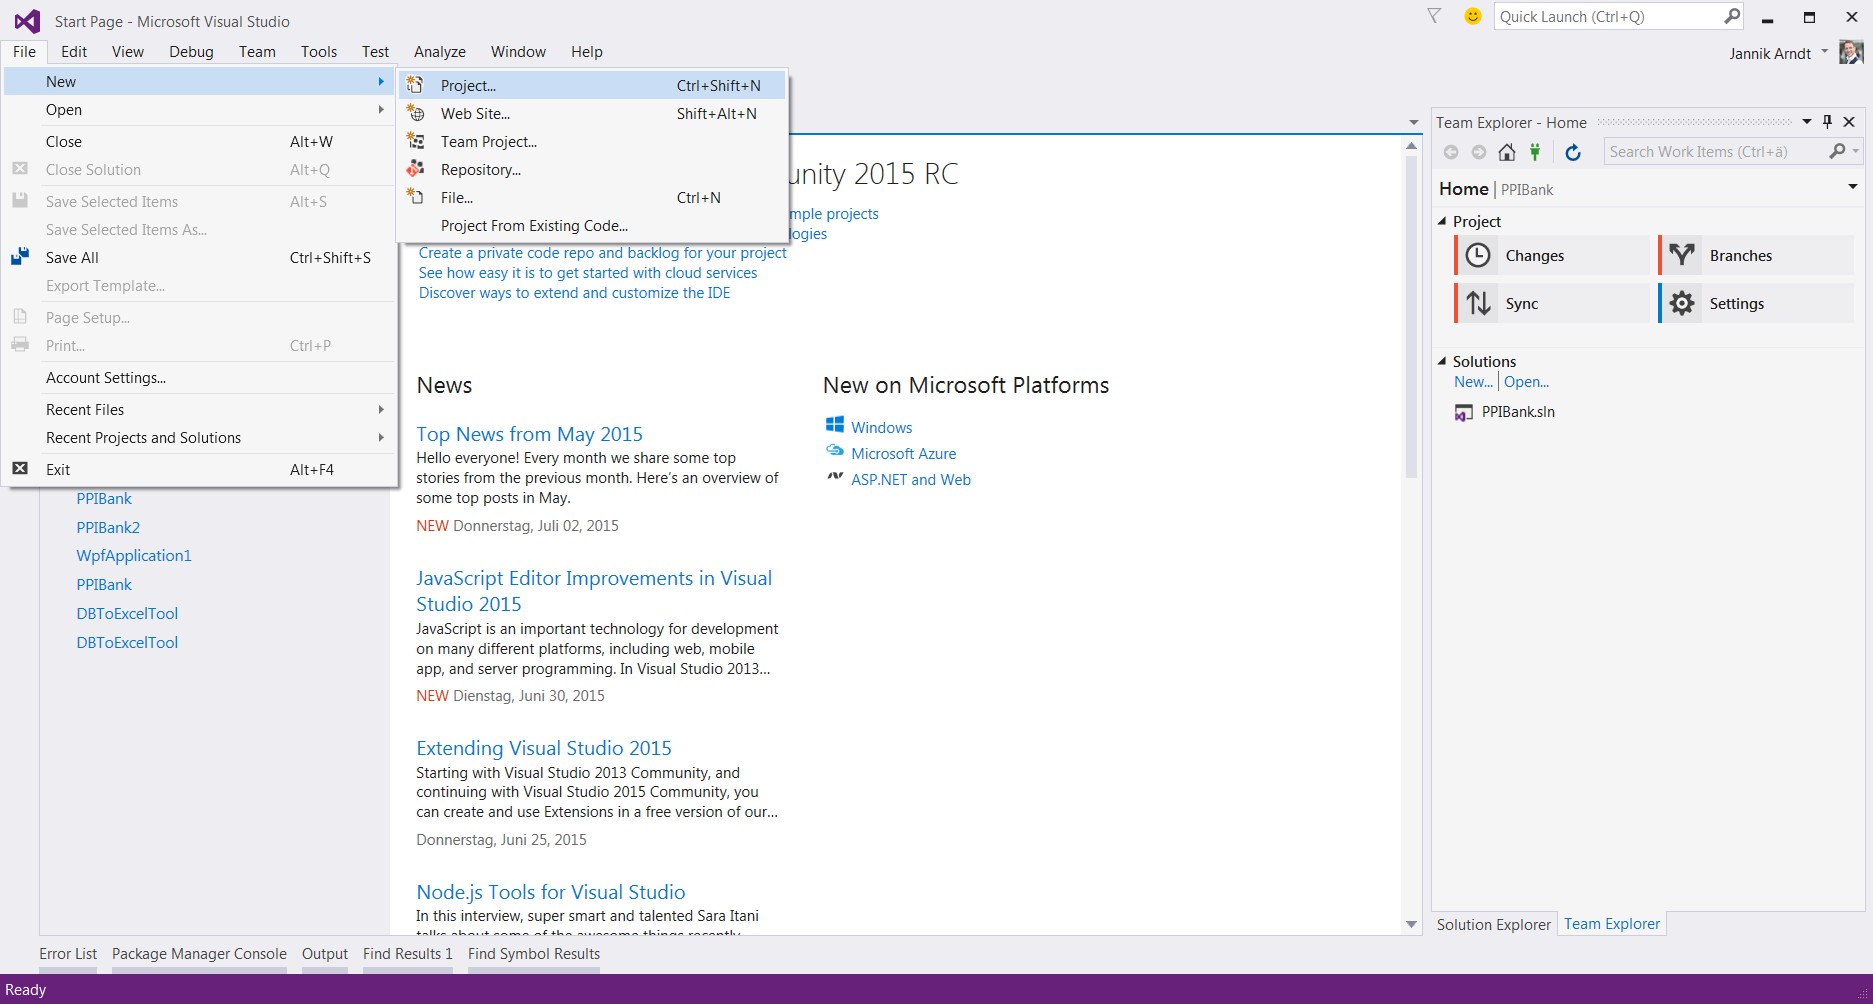 Start Page - Microsoft Visual Studio
Quick Launch (Ctrl+Q)
File Edit View Debug Team Tools Test Analyze Window Help
Jannik Arndt
New
Open
Close Alt+W
Close Solution Alt+Q
Save Selected Items Alt+S
Save Selected Items As...
Save All Ctrl+Shift+S
Export Template...
Page Setup...
Print... Ctrl+P
Account Settings...
Recent Files
Recent Projects and Solutions
Exit Alt+F4
Project... Ctrl+Shift+N
Web Site... Shift+Alt+N
Team Project...
Repository...
File... Ctrl+N
Project From Existing Code...
PPIBank
PPIBank2
WpfApplication1
PPIBank
DBToExcelTool
DBToExcelTool
unity 2015 RC
mple projects
logies
Create a private code repo and backlog for your project
See how easy it is to get started with cloud services
Discover ways to extend and customize the IDE
News
Top News from May 2015
Hello everyone! Every month we share some top
stories from the previous month. Here's an overview of
some top posts in May.
NEW Donnerstag, Juli 02, 2015
JavaScript Editor Improvements in Visual
Studio 2015
JavaScript is an important technology for development
on many different platforms, including web, mobile
app, and server programming. In Visual Studio 2013...
NEW Dienstag, Juni 30, 2015
Extending Visual Studio 2015
Starting with Visual Studio 2013 Community, and
continuing with Visual Studio 2015 Community, you
can create and use Extensions in a free version of our...
Donnerstag, Juni 25, 2015
Node.js Tools for Visual Studio
In this interview, super smart and talented Sara Itani
talks about some of the awesome things recently
New on Microsoft Platforms
Windows
Microsoft Azure
ASP.NET and Web
Team Explorer - Home
Search Work Items (Ctrl+ä)
Home | PPIBank
Project
Changes Branches
Sync Settings
Solutions
New... | Open...
PPIBank.sln
Solution Explorer Team Explorer
Error List Package Manager Console Output Find Results 1 Find Symbol Results
Ready